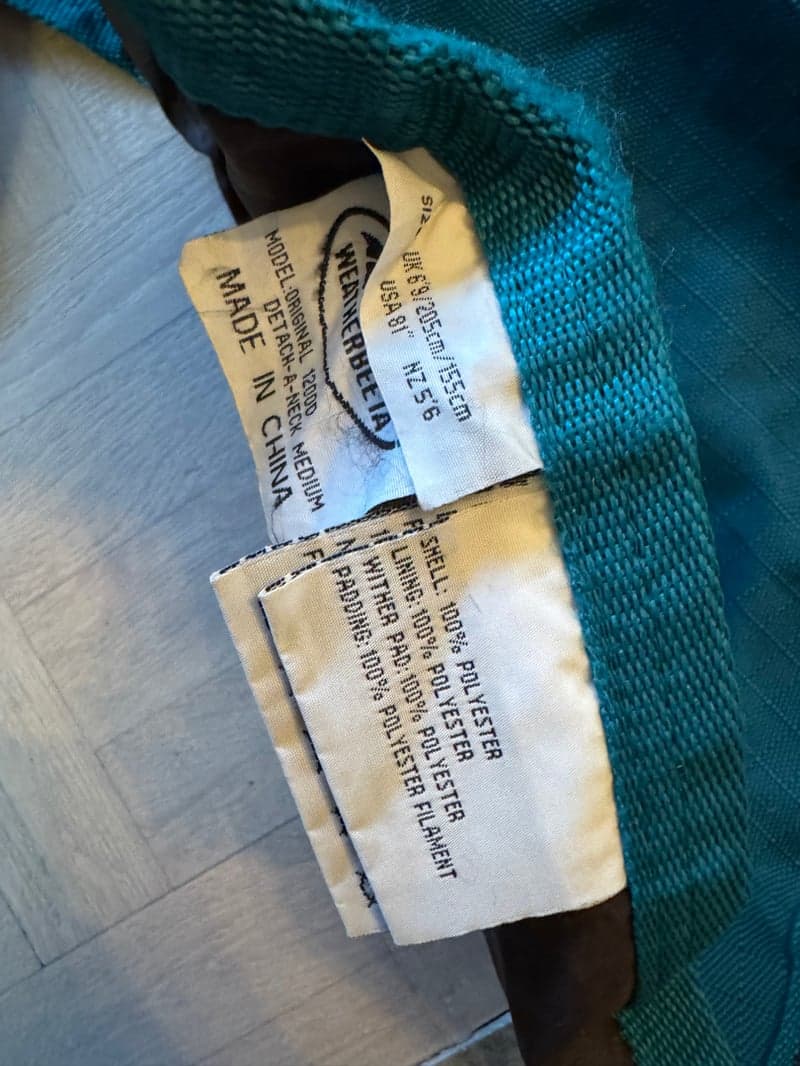 WEATHERBEETA
MODEL:ORIGINAL 1200D
DETACH-A-NECK MEDIUM
MADE IN CHINA
UK 6'9/205cm/155cm
USA 81" NZ 5'6
SHELL: 100% POLYESTER
LINING: 100% POLYESTER
WITHER PAD:100% POLYESTER
PADDING:100% POLYESTER FILAMENT